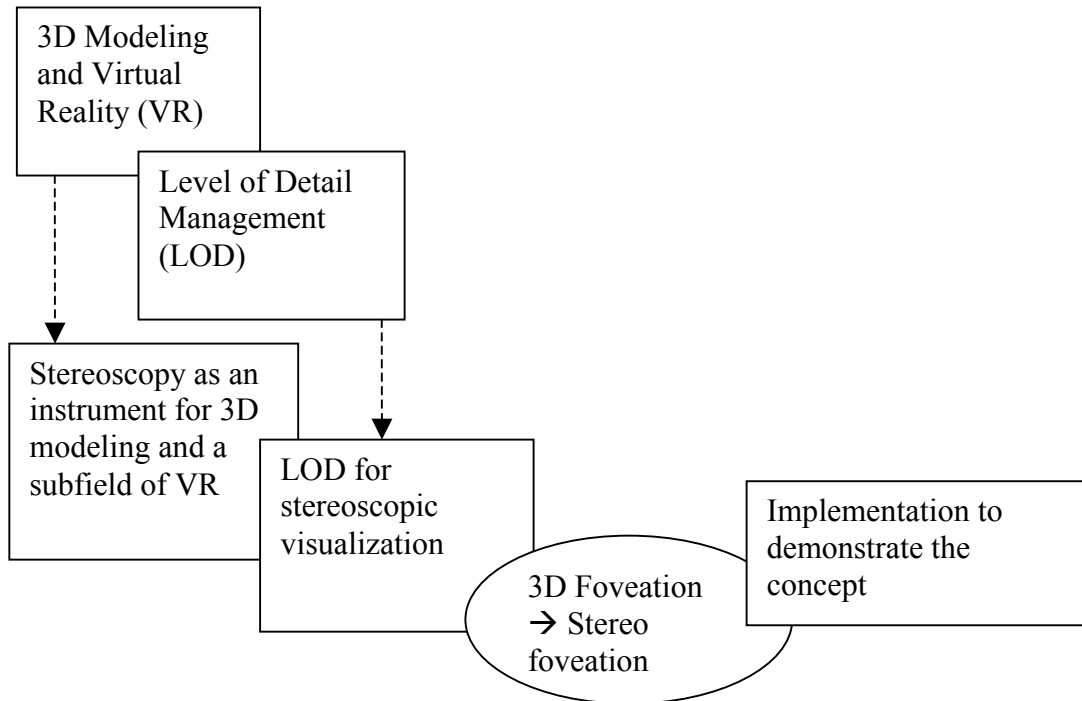 3D Modeling
and Virtual
Reality (VR)
Level of Detail
Management
(LOD)
Stereoscopy as an
instrument for 3D
modeling and a
subfield of VR
LOD for
stereoscopic
visualization
3D Foveation
→ Stereo
foveation
Implementation to
demonstrate the
concept